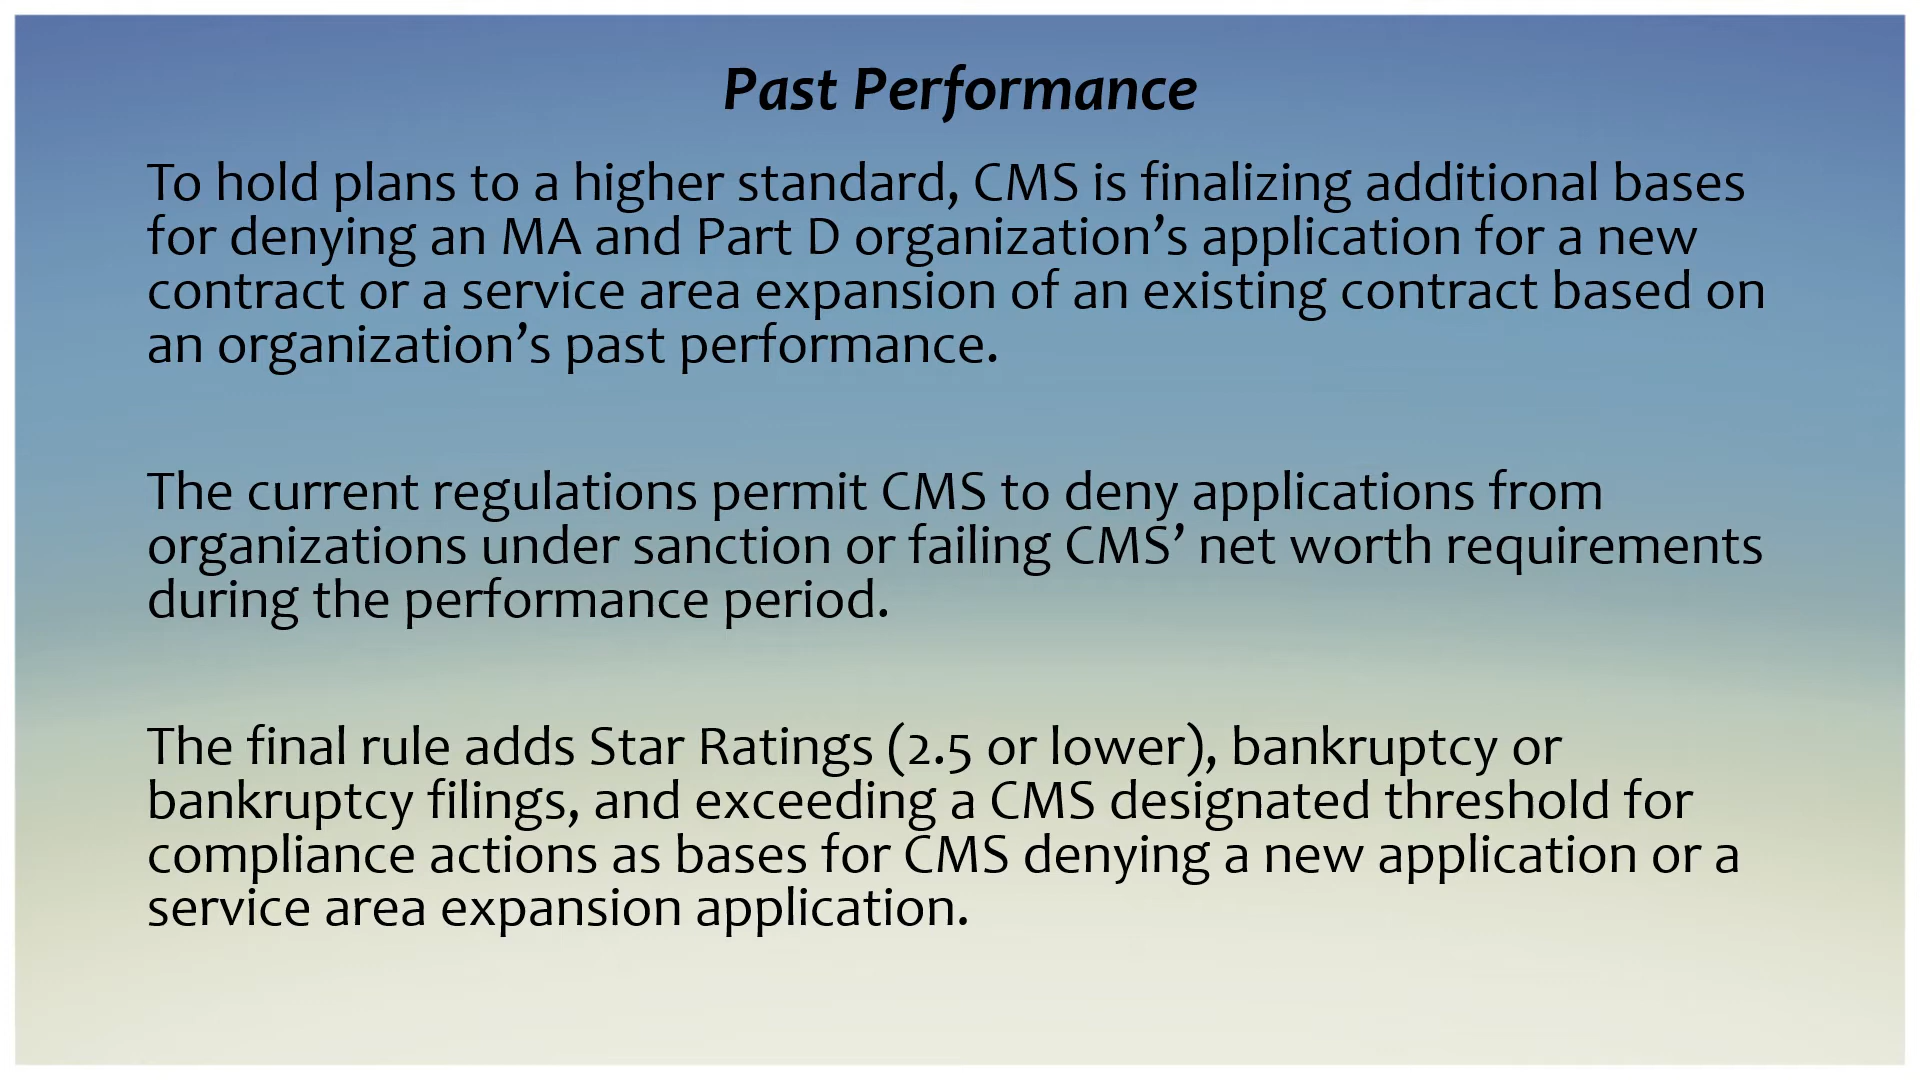 Past Performance
To hold plans to a higher standard, CMS is finalizing additional bases
for denying an MA and Part D organization’s application for a new
contract or a service area expansion of an existing contract based on
an organization’s past performance.
The current regulations permit CMS to deny applications from
organizations under sanction or failing CMS’ net worth requirements
during the performance period.
The final rule adds Star Ratings (2.5 or lower), bankruptcy or
bankruptcy filings, and exceeding a CMS designated threshold for
compliance actions as bases for CMS denying a new application or a
service area expansion application.